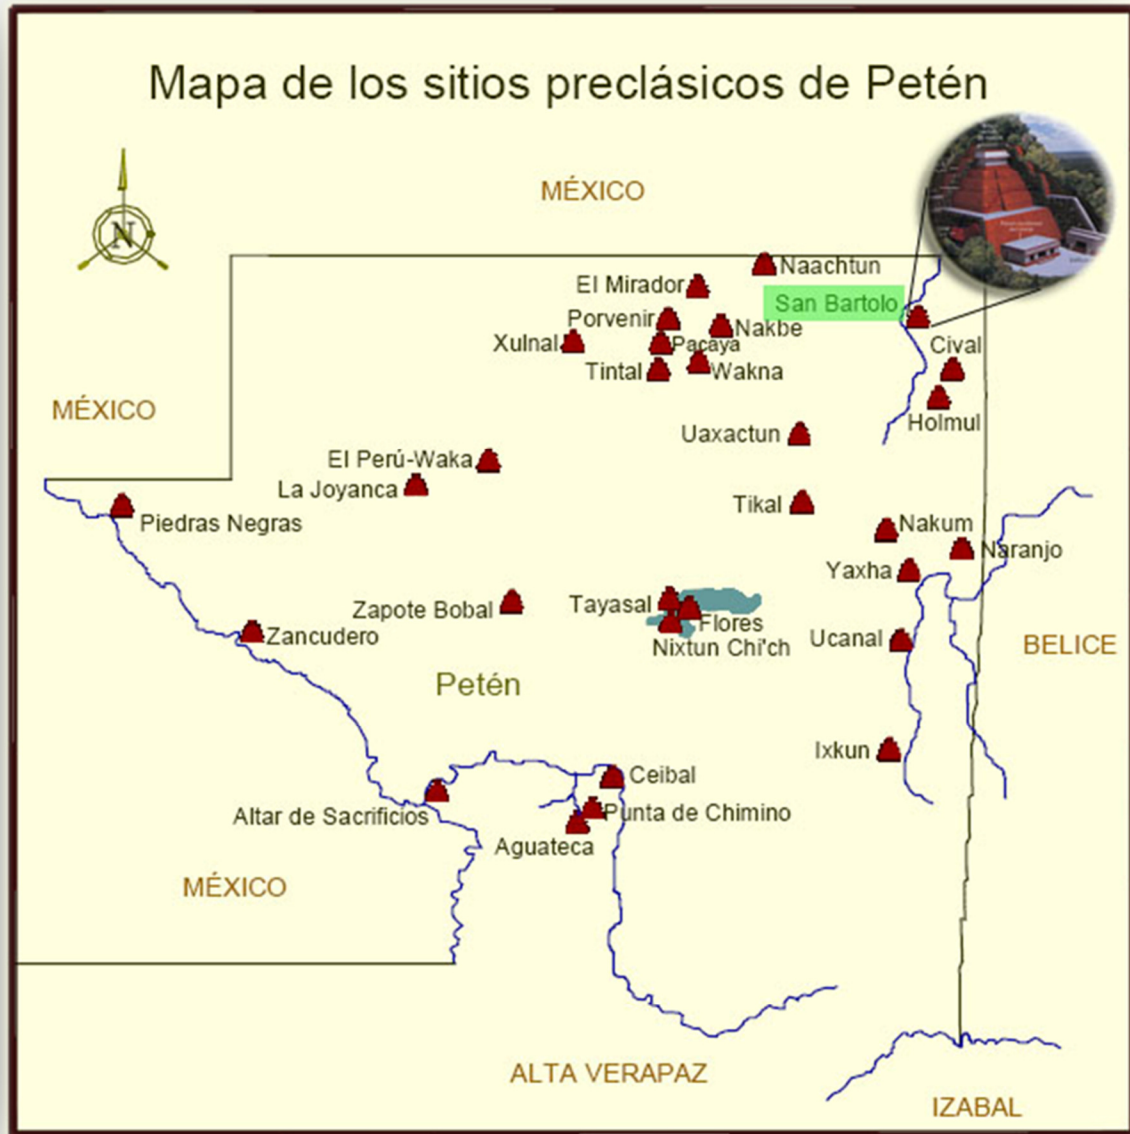 Mapa de los sitios preclásicos de Petén
MÉXICO
N
Naachtun
El Mirador
San Bartolo
Porvenir
Nakbe
Xulnal
Pacaya
Cival
Tintal
Wakna
MÉXICO
Holmul
Uaxactun
El Perú-Waka
La Joyanca
Tikal
Piedras Negras
Nakum
Naranjo
Yaxha
Zapote Bobal
Tayasal
Flores
Zancudero
Ucanal
BELICE
Nixtun Chi'ch
Petén
Ixkun
Ceibal
Altar de Sacrificios
Punta de Chimino
Aguateca
MÉXICO
ALTA VERAPAZ
IZABAL